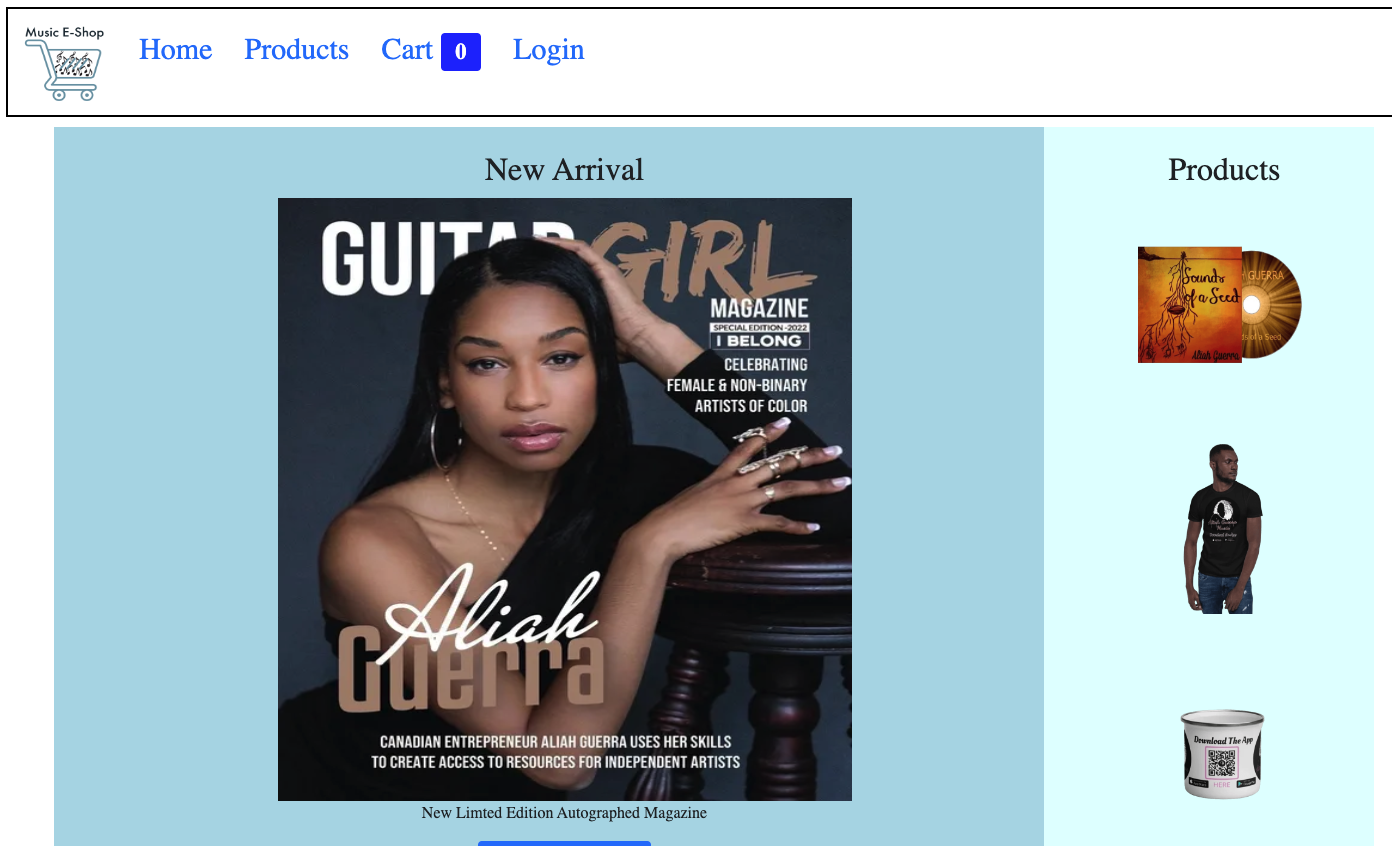 Music E-Shop
Home Products Cart 0 Login
New Arrival
GUITAR GIRL
MAGAZINE
SPECIAL EDITION-2022
I BELONG
CELEBRATING
FEMALE & NON-BINARY
ARTISTS OF COLOR
Aliah
Guerra
CANADIAN ENTREPRENEUR ALIAH GUERRA USES HER SKILLS
TO CREATE ACCESS TO RESOURCES FOR INDEPENDENT ARTISTS
New Limted Edition Autographed Magazine
Products
Sounds
of a Seed
Aliah Guerra
GUERRA
of a Seed
Download The App
HERE